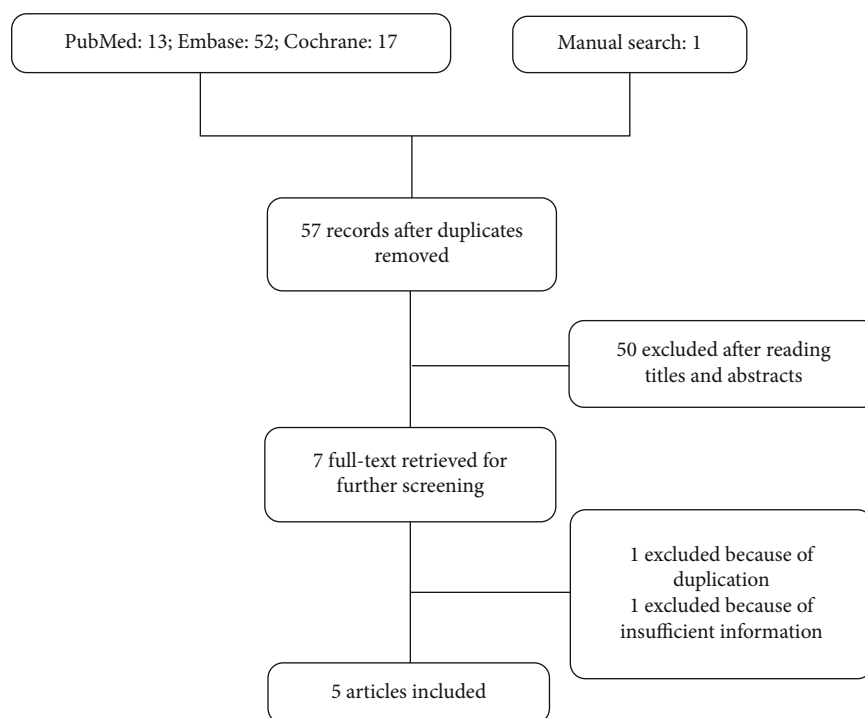 PubMed: 13; Embase: 52; Cochrane: 17
Manual search: 1
57 records after duplicates
removed
50 excluded after reading
titles and abstracts
7 full-text retrieved for
further screening
1 excluded because of
duplication
1 excluded because of
insufficient information
5 articles included